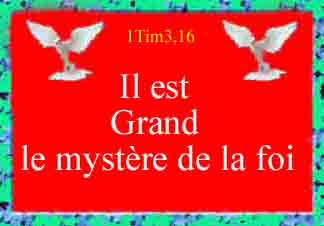 1Tim3,16
Il est
Grand
le mystère de la foi